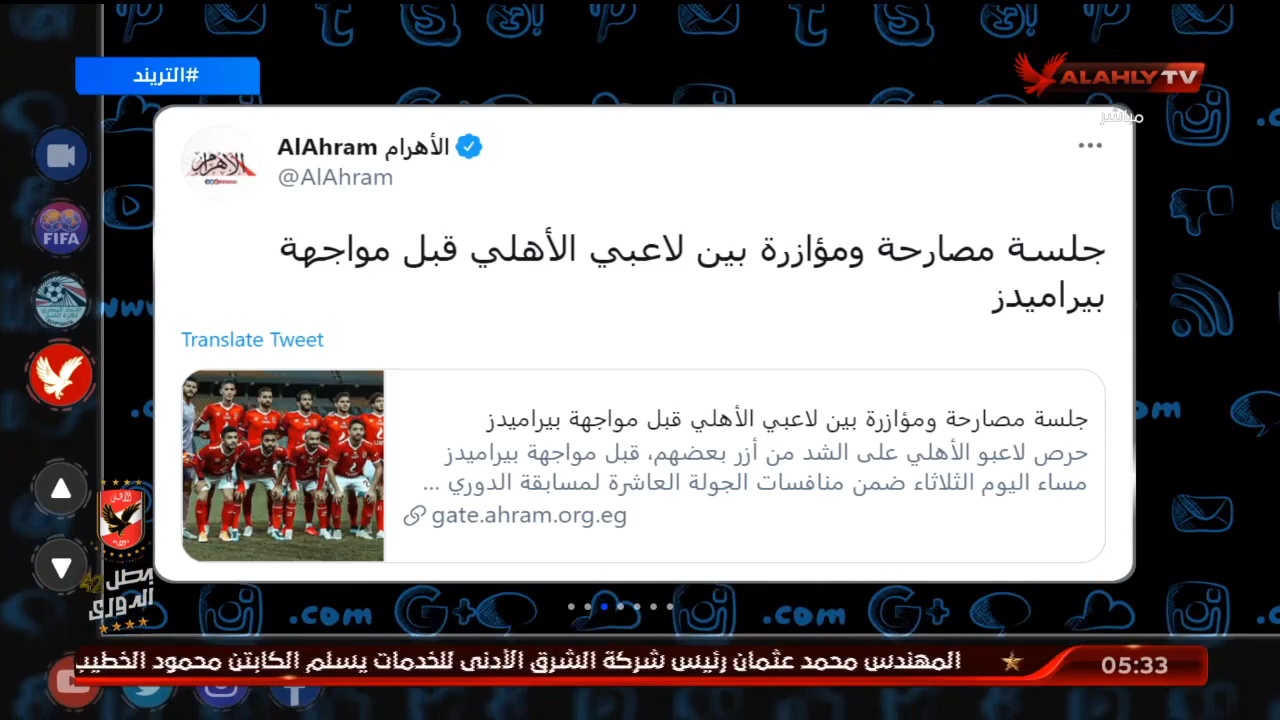 #التريند
ALAHLY TV
مباشر
AlAhram الأهرام
@AlAhram
جلسة مصارحة ومؤازرة بين لاعبي الأهلي قبل مواجهة
بيراميدز
Translate Tweet
جلسة مصارحة ومؤازرة بين لاعبي الأهلي قبل مواجهة بيراميدز
حرص لاعبو الأهلي على الشد من أزر بعضهم، قبل مواجهة بيراميدز
مساء اليوم الثلاثاء ضمن منافسات الجولة العاشرة لمسابقة الدوري ...
gate.ahram.org.eg
FIFA
www
.com
.com
بطل
الدوري
42
المهندس محمد عثمان رئيس شركة الشرق الأدنى للخدمات يسلم الكابتن محمود الخطيب
05:33